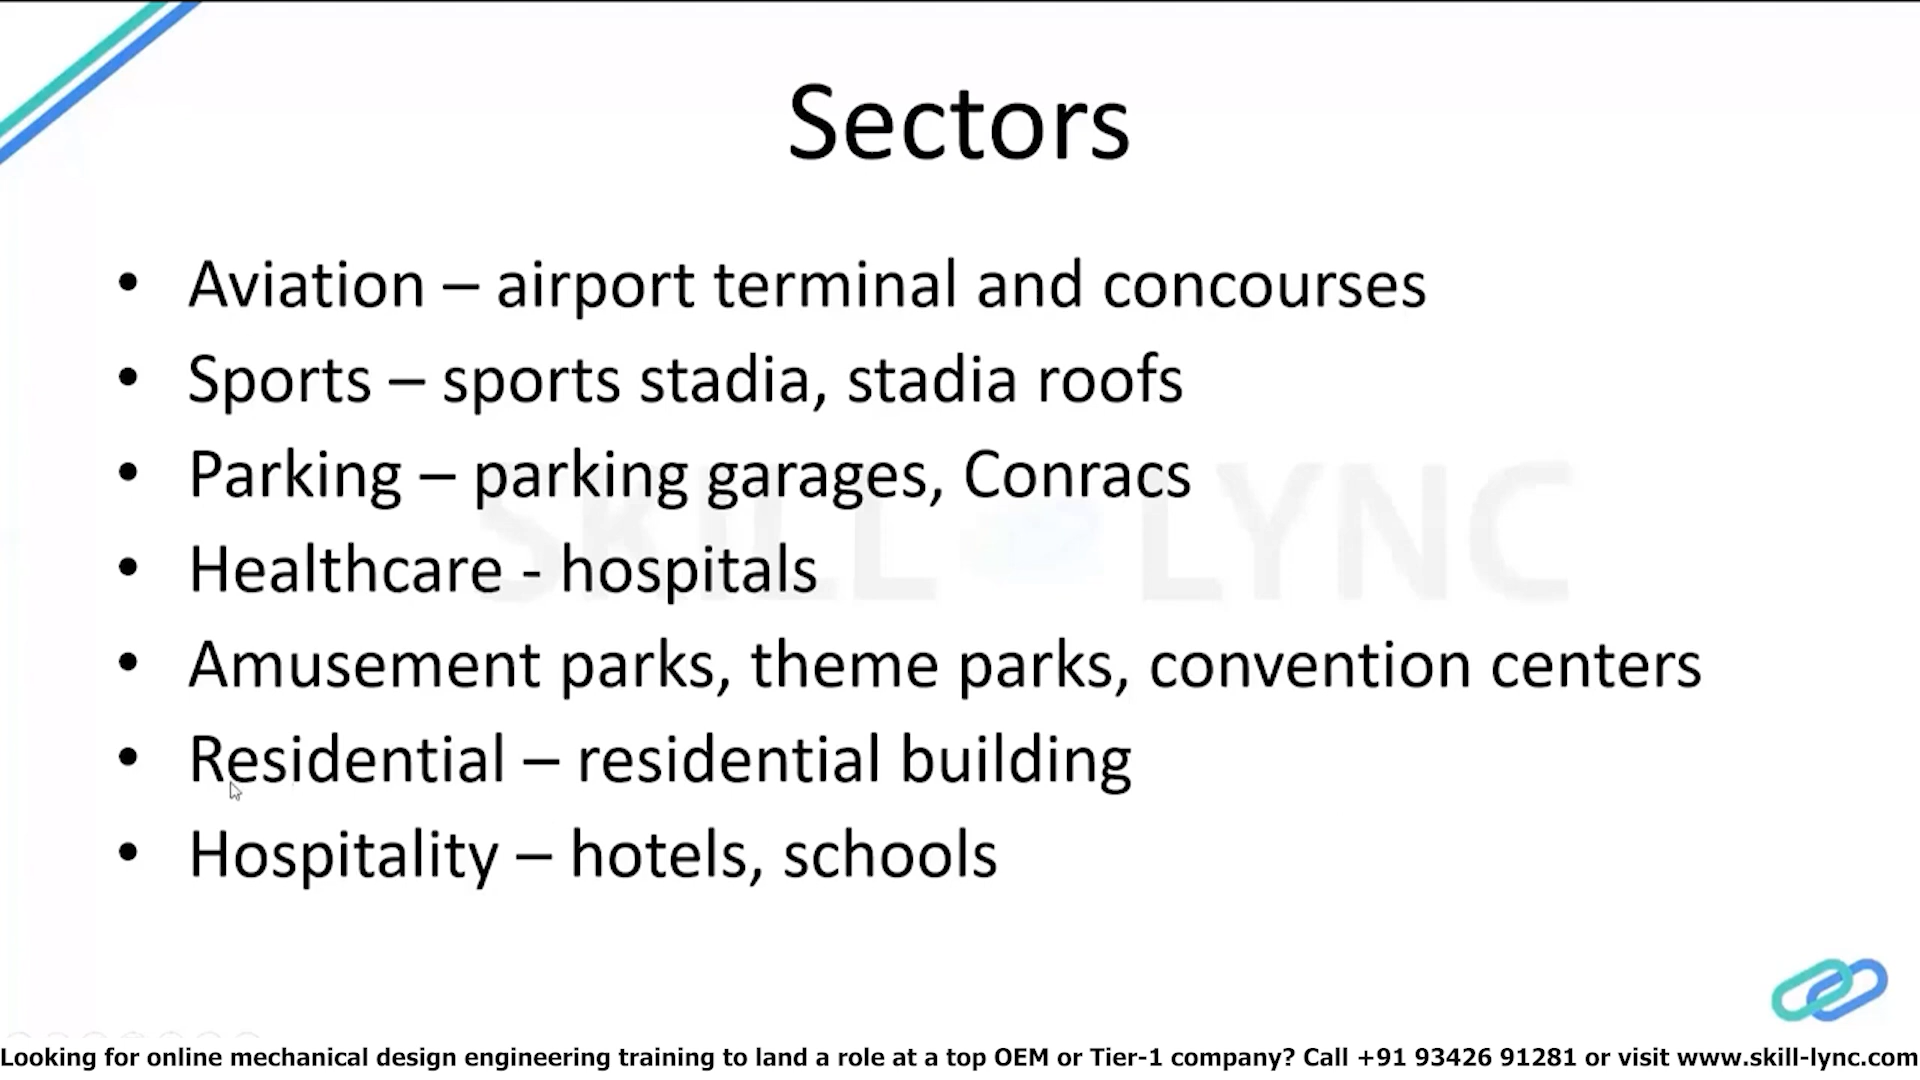 Sectors
• Aviation – airport terminal and concourses
• Sports – sports stadia, stadia roofs
• Parking – parking garages, Conracs
• Healthcare - hospitals
• Amusement parks, theme parks, convention centers
• Residential – residential building
• Hospitality – hotels, schools
SKILL LYNC
Looking for online mechanical design engineering training to land a role at a top OEM or Tier-1 company? Call +91 93426 91281 or visit www.skill-lync.com